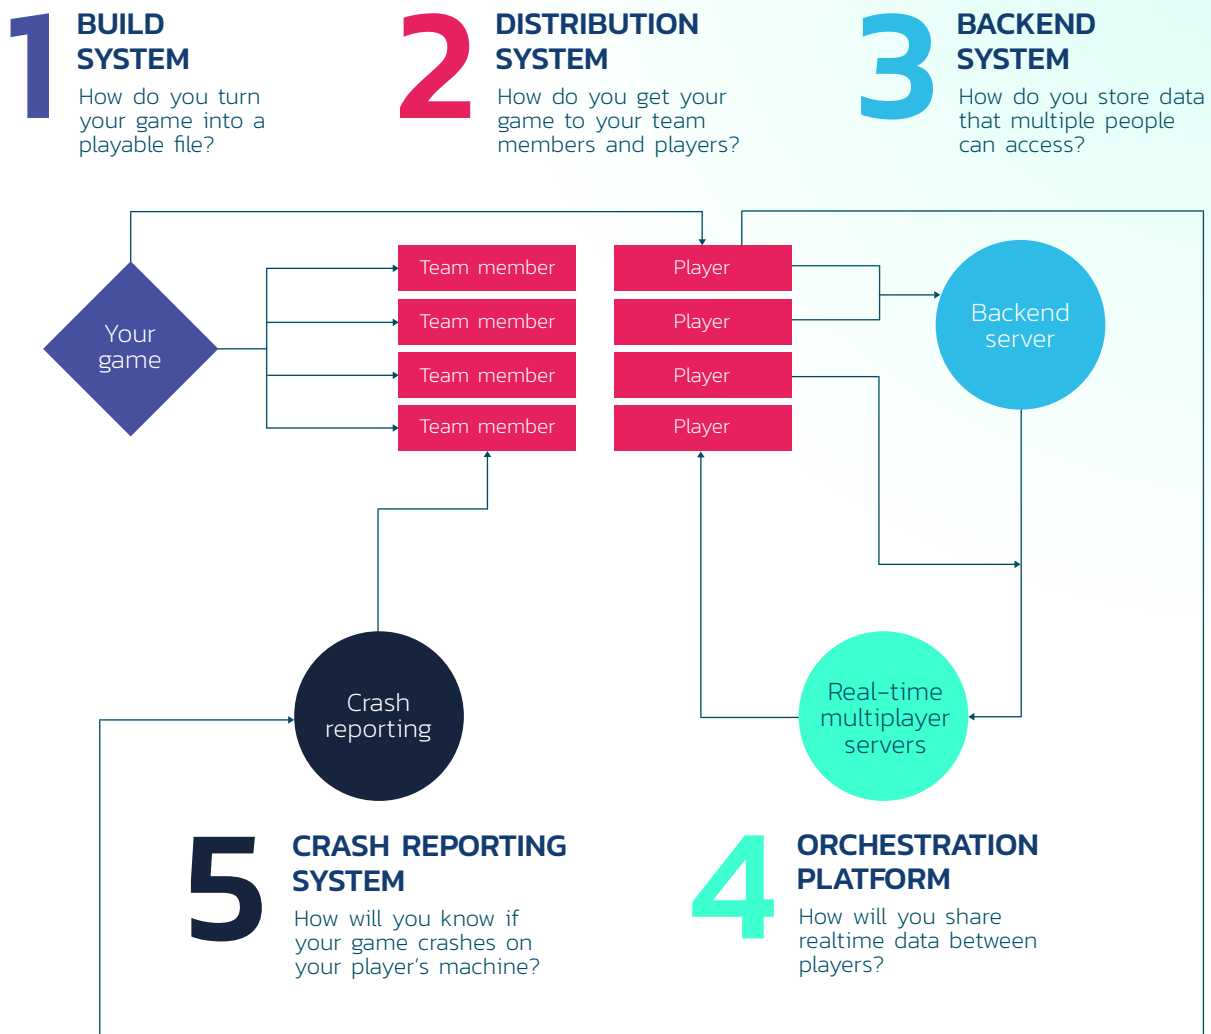 1
BUILD
SYSTEM
How do you turn
your game into a
playable file?
2
DISTRIBUTION
SYSTEM
How do you get your
game to your team
members and players?
3
BACKEND
SYSTEM
How do you store data
that multiple people
can access?
Your
game
Team member
Team member
Team member
Team member
Player
Player
Player
Player
Backend
server
Crash
reporting
Real-time
multiplayer
servers
5
CRASH REPORTING
SYSTEM
How will you know if
your game crashes on
your player's machine?
4
ORCHESTRATION
PLATFORM
How will you share
realtime data between
players?